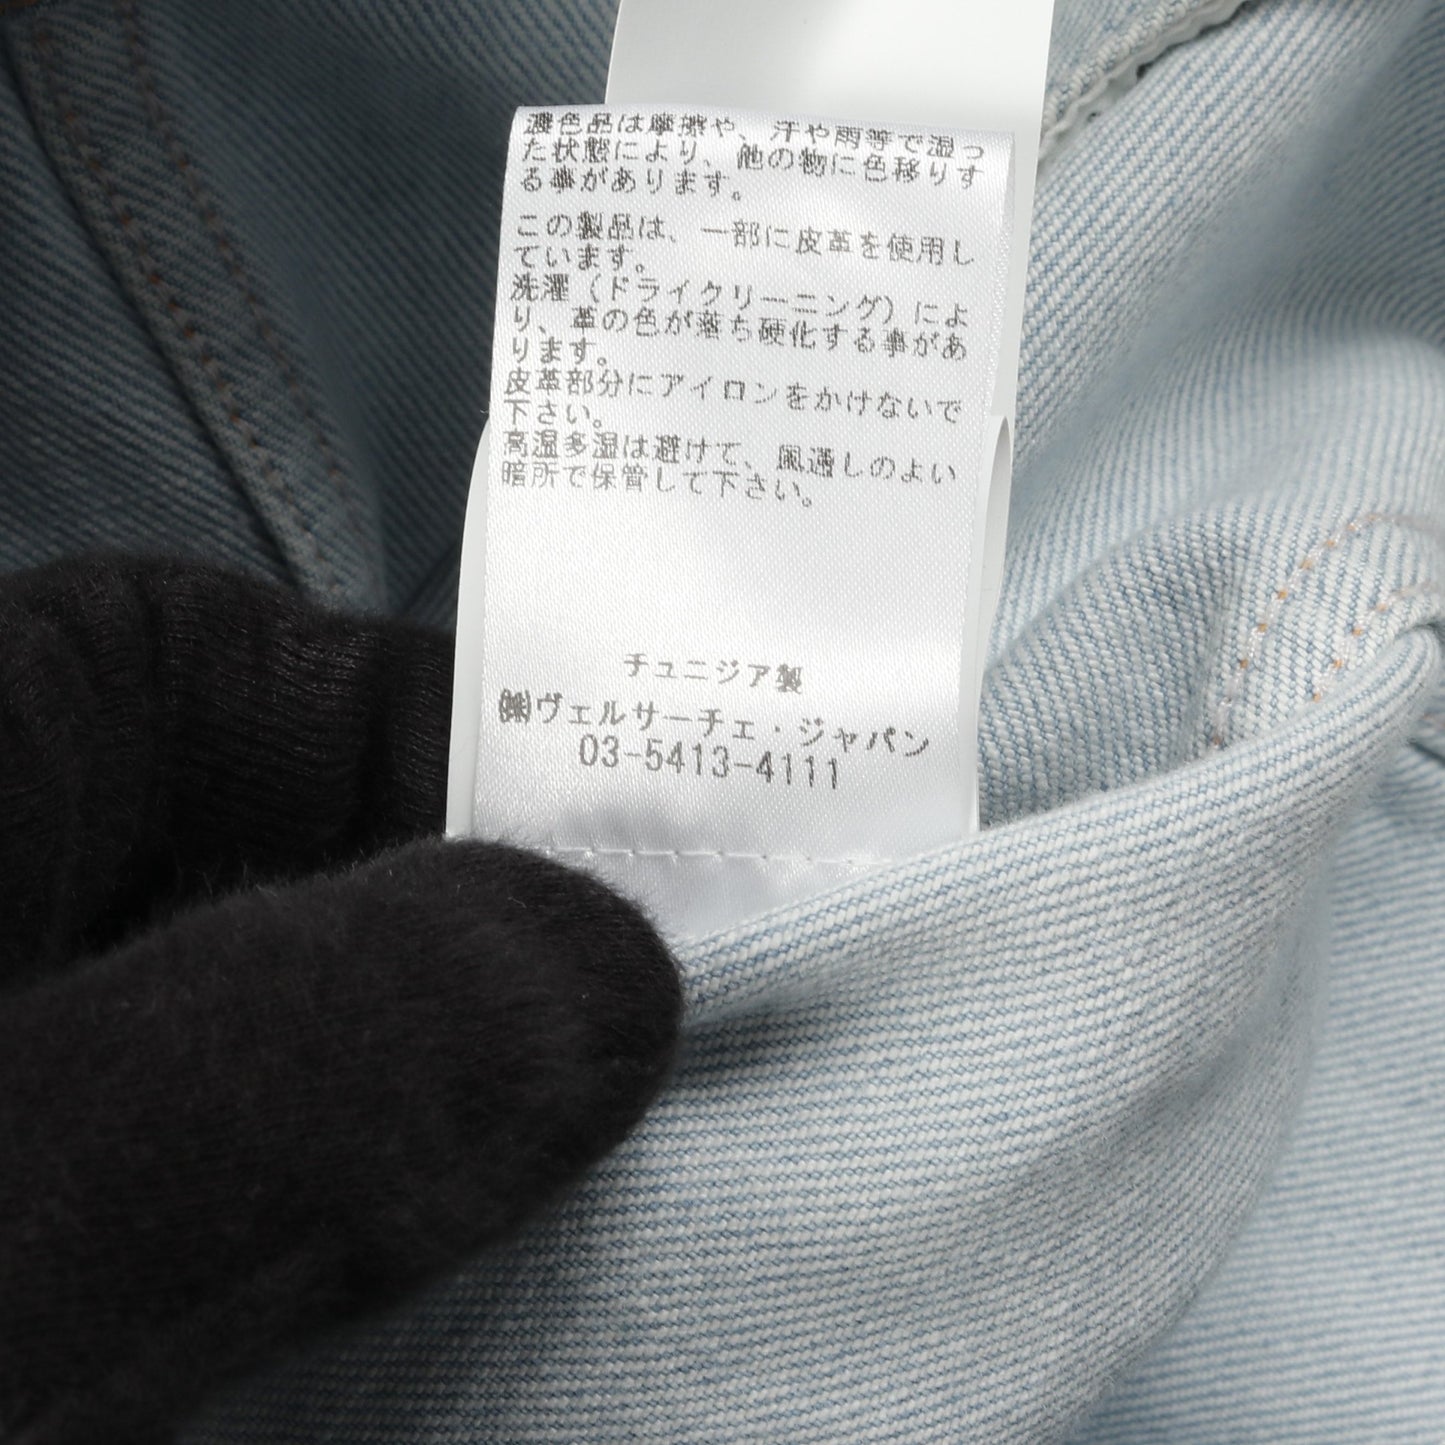 濃色品は摩擦や、汗や雨等で湿っ
た状態により、他の物に色移りす
る事があります。
この製品は、一部に皮革を使用し
ています。
洗濯（ドライクリーニング）によ
り、革の色が落ち硬化する事があ
ります。
皮革部分にアイロンをかけないで
下さい。
高温多湿は避けて、風通しのよい
暗所で保管して下さい。
チュニジア製
㈱ヴェルサーチェ・ジャパン
03-5413-4111